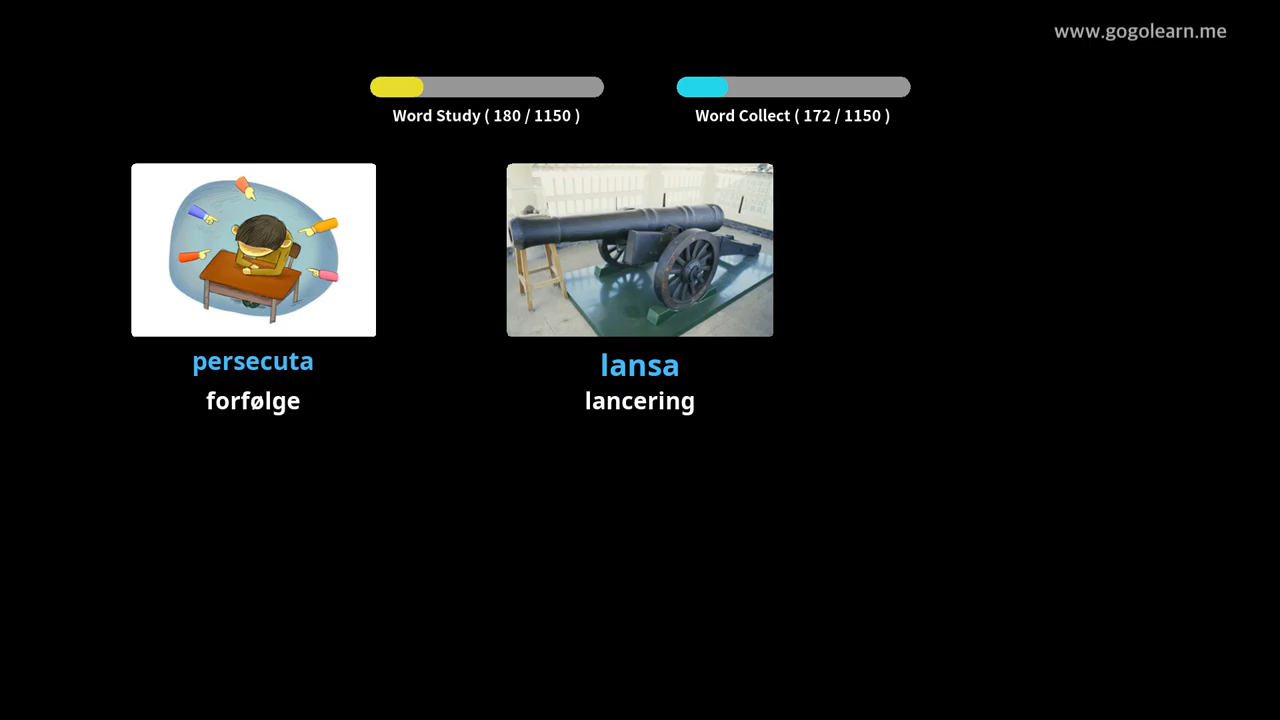 www.gogolearn.me
Word Study ( 180 / 1150 )
Word Collect ( 172 / 1150 )
persecuta
forfølge
lansa
lancering